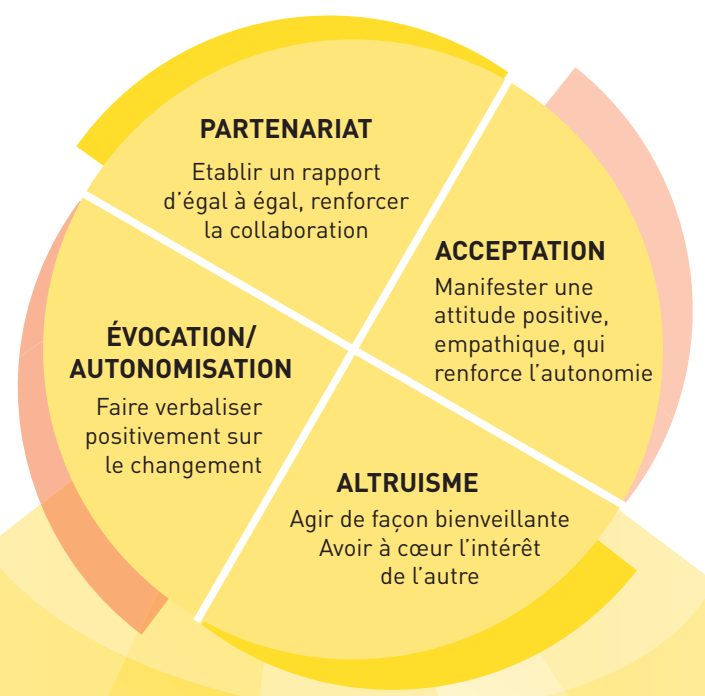 PARTENARIAT
Etablir un rapport
d'égal à égal, renforcer
la collaboration
ACCEPTATION
Manifester une
attitude positive,
empathique, qui
renforce l'autonomie
ÉVOCATION/
AUTONOMISATION
Faire verbaliser
positivement sur
le changement
ALTRUISME
Agir de façon bienveillante
Avoir à cœur l'intérêt
de l'autre